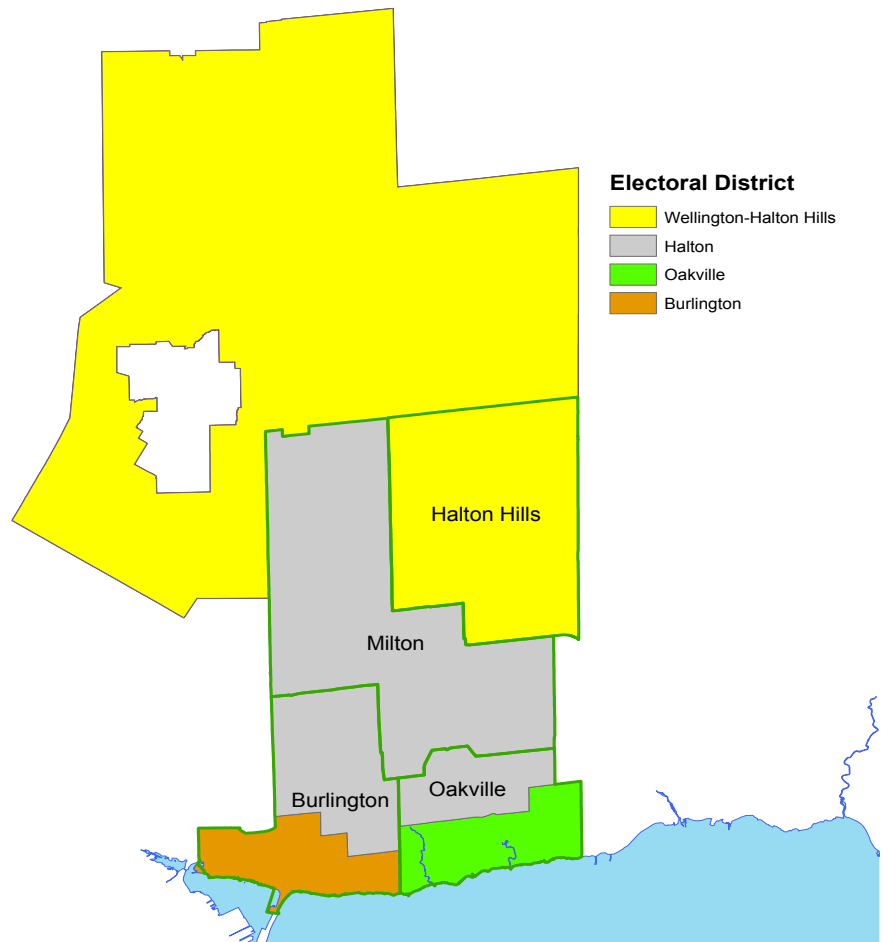 Electoral District
Wellington-Halton Hills
Halton
Oakville
Burlington
Halton Hills
Milton
Oakville
Burlington